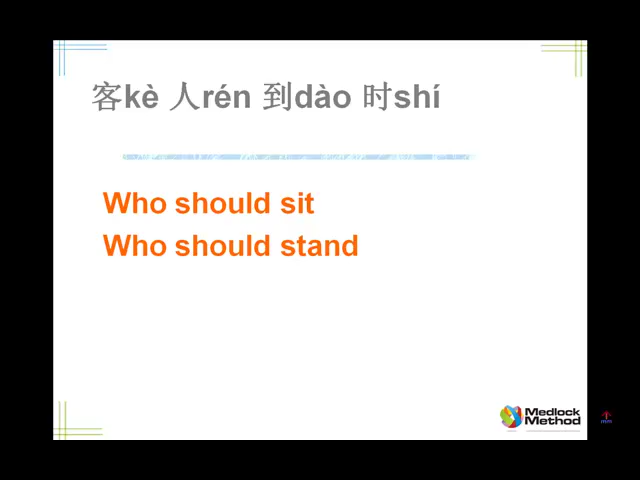 客kè 人rén 到dào 时shí
Who should sit
Who should stand
Medlock
Method